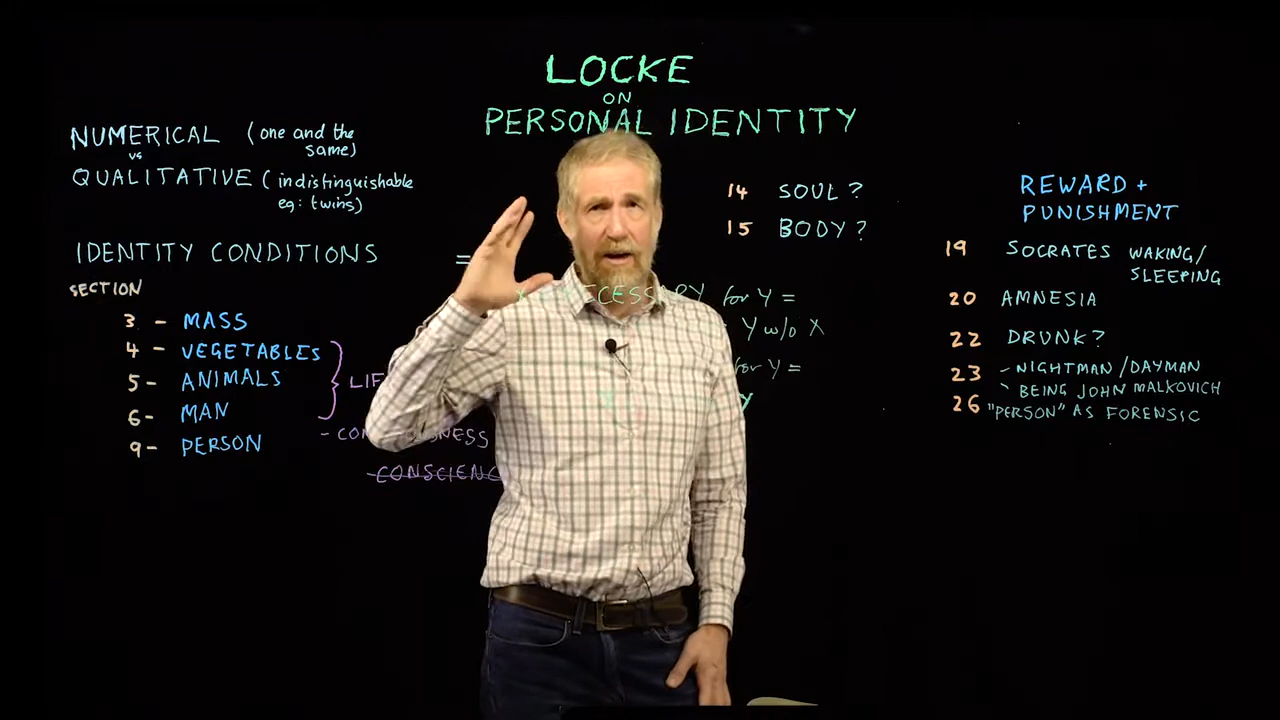 LOCKE
ON
PERSONAL IDENTITY
NUMERICAL (one and the
same)
vs
QUALITATIVE (indistinguishable
eg: twins)
IDENTITY CONDITIONS =
SECTION
3 - MASS
4 - VEGETABLES
5 - ANIMALS
6 - MAN
9 - PERSON
14 SOUL?
15 BODY?
for Y =
Y w/o X
for Y =
Y
REWARD +
PUNISHMENT
19 SOCRATES WAKING/
SLEEPING
20 AMNESIA
22 DRUNK?
23 - NIGHTMAN/DAYMAN
- BEING JOHN MALKOVICH
26 "PERSON" AS FORENSIC